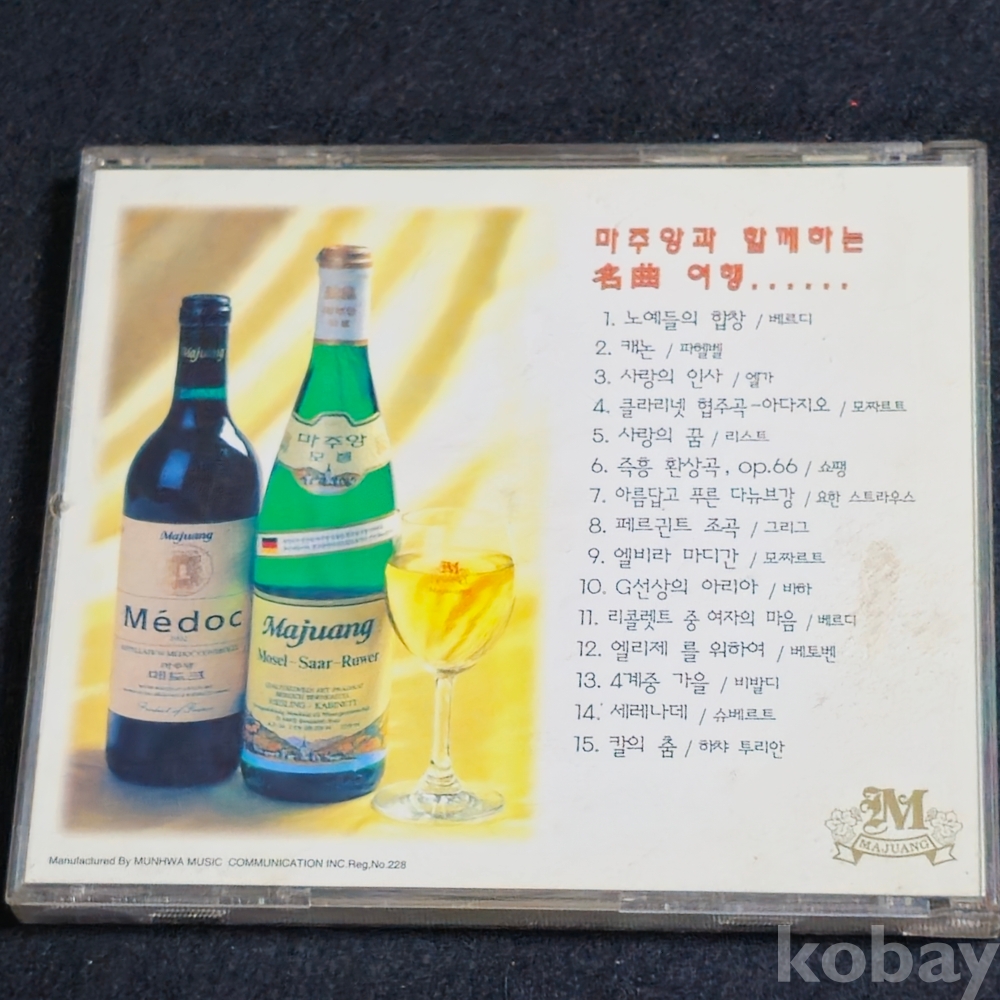 마주앙과 함께하는
名曲 여행......
1. 노예들의 합창 / 베르디
2. 캐논 / 파헬벨
3. 사랑의 인사 / 엘가
4. 클라리넷 협주곡-아다지오 / 모짜르트
5. 사랑의 꿈 / 리스트
6. 즉흥 환상곡, op.66 / 쇼팽
7. 아름답고 푸른 다뉴브강 / 요한 스트라우스
8. 페르귄트 조곡 / 그리그
9. 엘비라 마디간 / 모짜르트
10. G선상의 아리아 / 바하
11. 리콜렛트 중 여자의 마음 / 베르디
12. 엘리제 를 위하여 / 베토벤
13. 4계중 가을 / 비발디
14. 세레나데 / 슈베르트
15. 칼의 춤 / 하챠 투리안
Majuang
Majuang
Médoc
마주앙
메도크
Product of France
마주앙
모젤
Majuang
Mosel-Saar-Ruwer
RIESLING / KABINETT
M
M
MAJUANG
Manufactured By MUNHWA MUSIC COMMUNICATION INC.Reg,No.228
kobay